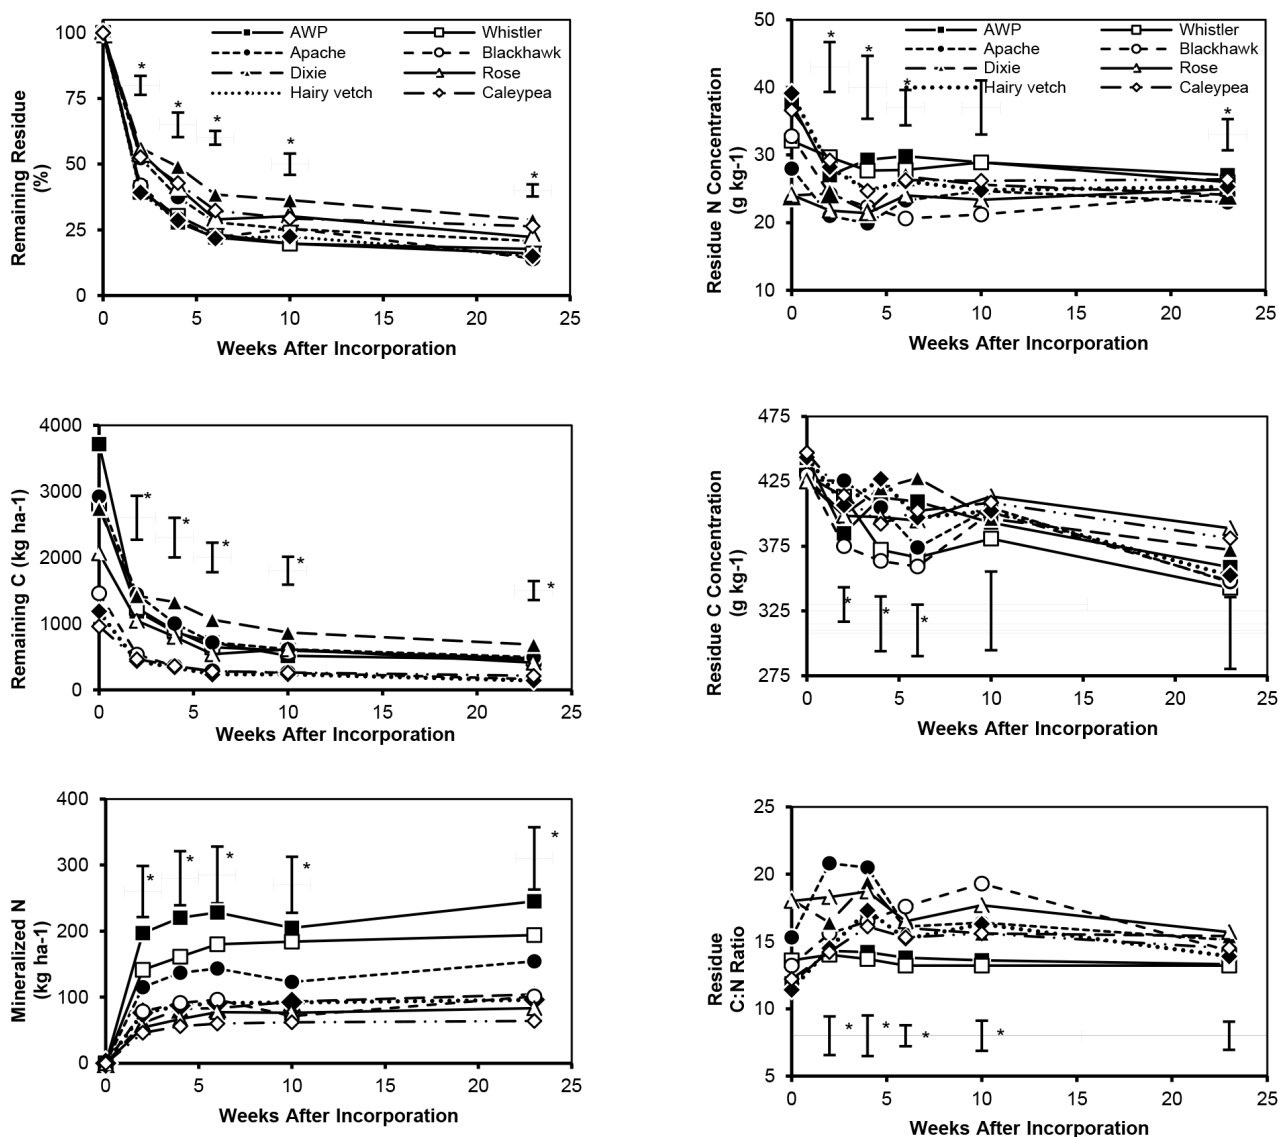 100
75
50
25
0
Remaining Residue
(%)
AWP
Whistler
Apache
Blackhawk
Dixie
Rose
Hairy vetch
Caleypea
*
*
*
*
*
0 5 10 15 20 25
Weeks After Incorporation
50
40
30
20
10
Residue N Concentration
(g kg-1)
AWP
Whistler
Apache
Blackhawk
Dixie
Rose
Hairy vetch
Caleypea
*
*
*
*
0 5 10 15 20 25
Weeks After Incorporation
4000
3000
2000
1000
0
Remaining C (kg ha-1)
*
*
*
*
*
0 5 10 15 20 25
Weeks After Incorporation
475
425
375
325
275
Residue C Concentration
(g kg-1)
*
*
*
0 5 10 15 20 25
Weeks After Incorporation
400
300
200
100
0
Mineralized N
(kg ha-1)
*
*
*
*
*
0 5 10 15 20 25
Weeks After Incorporation
25
20
15
10
5
Residue
C:N Ratio
*
*
*
*
0 5 10 15 20 25
Weeks After Incorporation